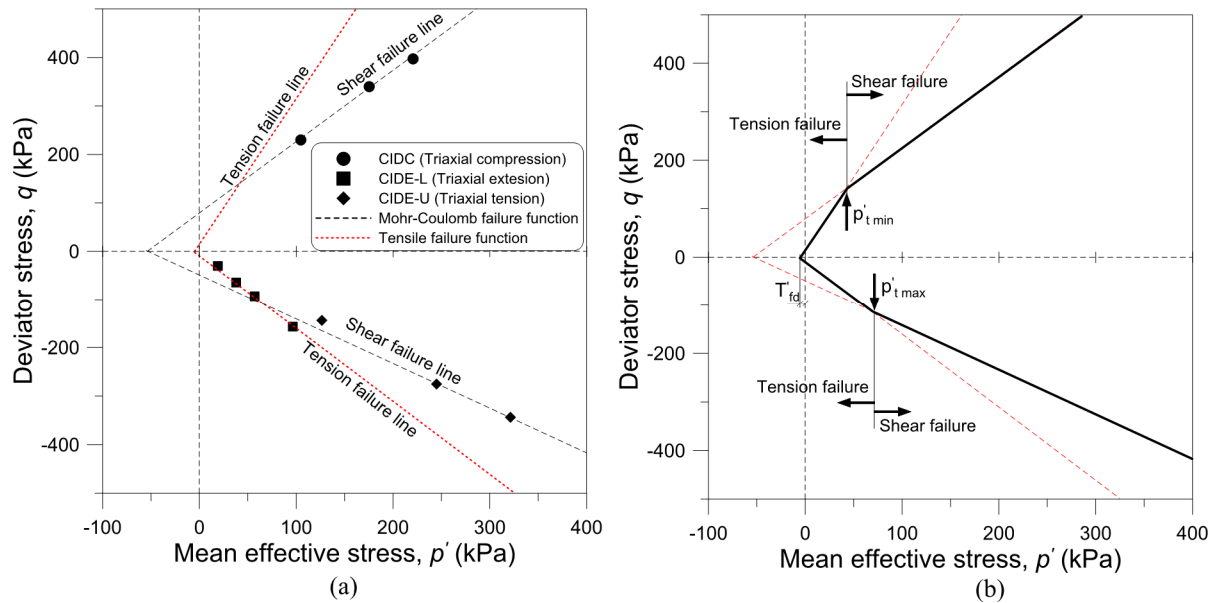 400
200
0
-200
-400
-100
0
100
200
300
400
Deviator stress, q (kPa)
Mean effective stress, p′ (kPa)
Tension failure line
Shear failure line
CIDC (Triaxial compression)
CIDE-L (Triaxial extesion)
CIDE-U (Triaxial tension)
Mohr-Coulomb failure function
Tensile failure function
Shear failure line
Tension failure line
(a)
400
200
0
-200
-400
-100
0
100
200
300
400
Deviator stress, q (kPa)
Mean effective stress, p′ (kPa)
Shear failure
Tension failure
p′t min
T′fd
p′t max
Tension failure
Shear failure
(b)